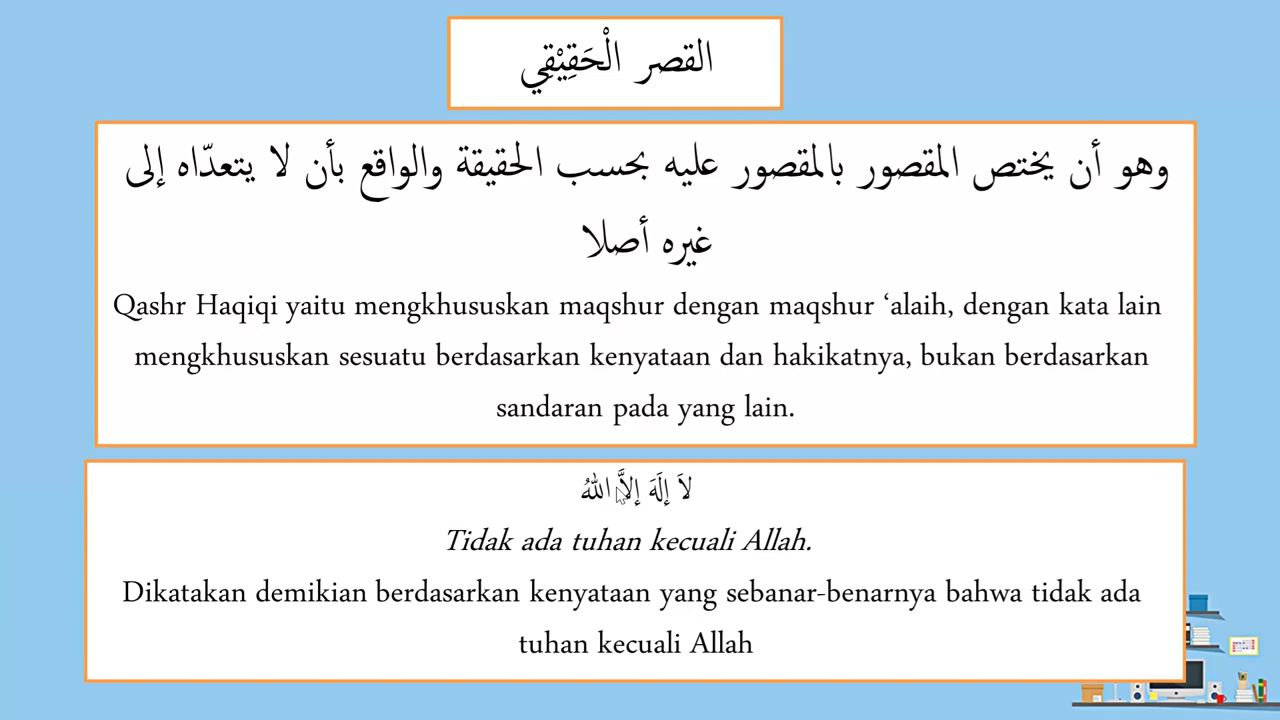 القصر الْحَقِيْقِي
وهو أن يختص المقصور بالمقصور عليه بحسب الحقيقة والواقع بأن لا يتعدّاه إلى
غيره أصلا
Qashr Haqiqi yaitu mengkhususkan maqshur dengan maqshur ‘alaih, dengan kata lain
mengkhususkan sesuatu berdasarkan kenyataan dan hakikatnya, bukan berdasarkan
sandaran pada yang lain.
لاَ إِلَهَ إِلاَّ اللهُ
Tidak ada tuhan kecuali Allah.
Dikatakan demikian berdasarkan kenyataan yang sebanar-benarnya bahwa tidak ada
tuhan kecuali Allah